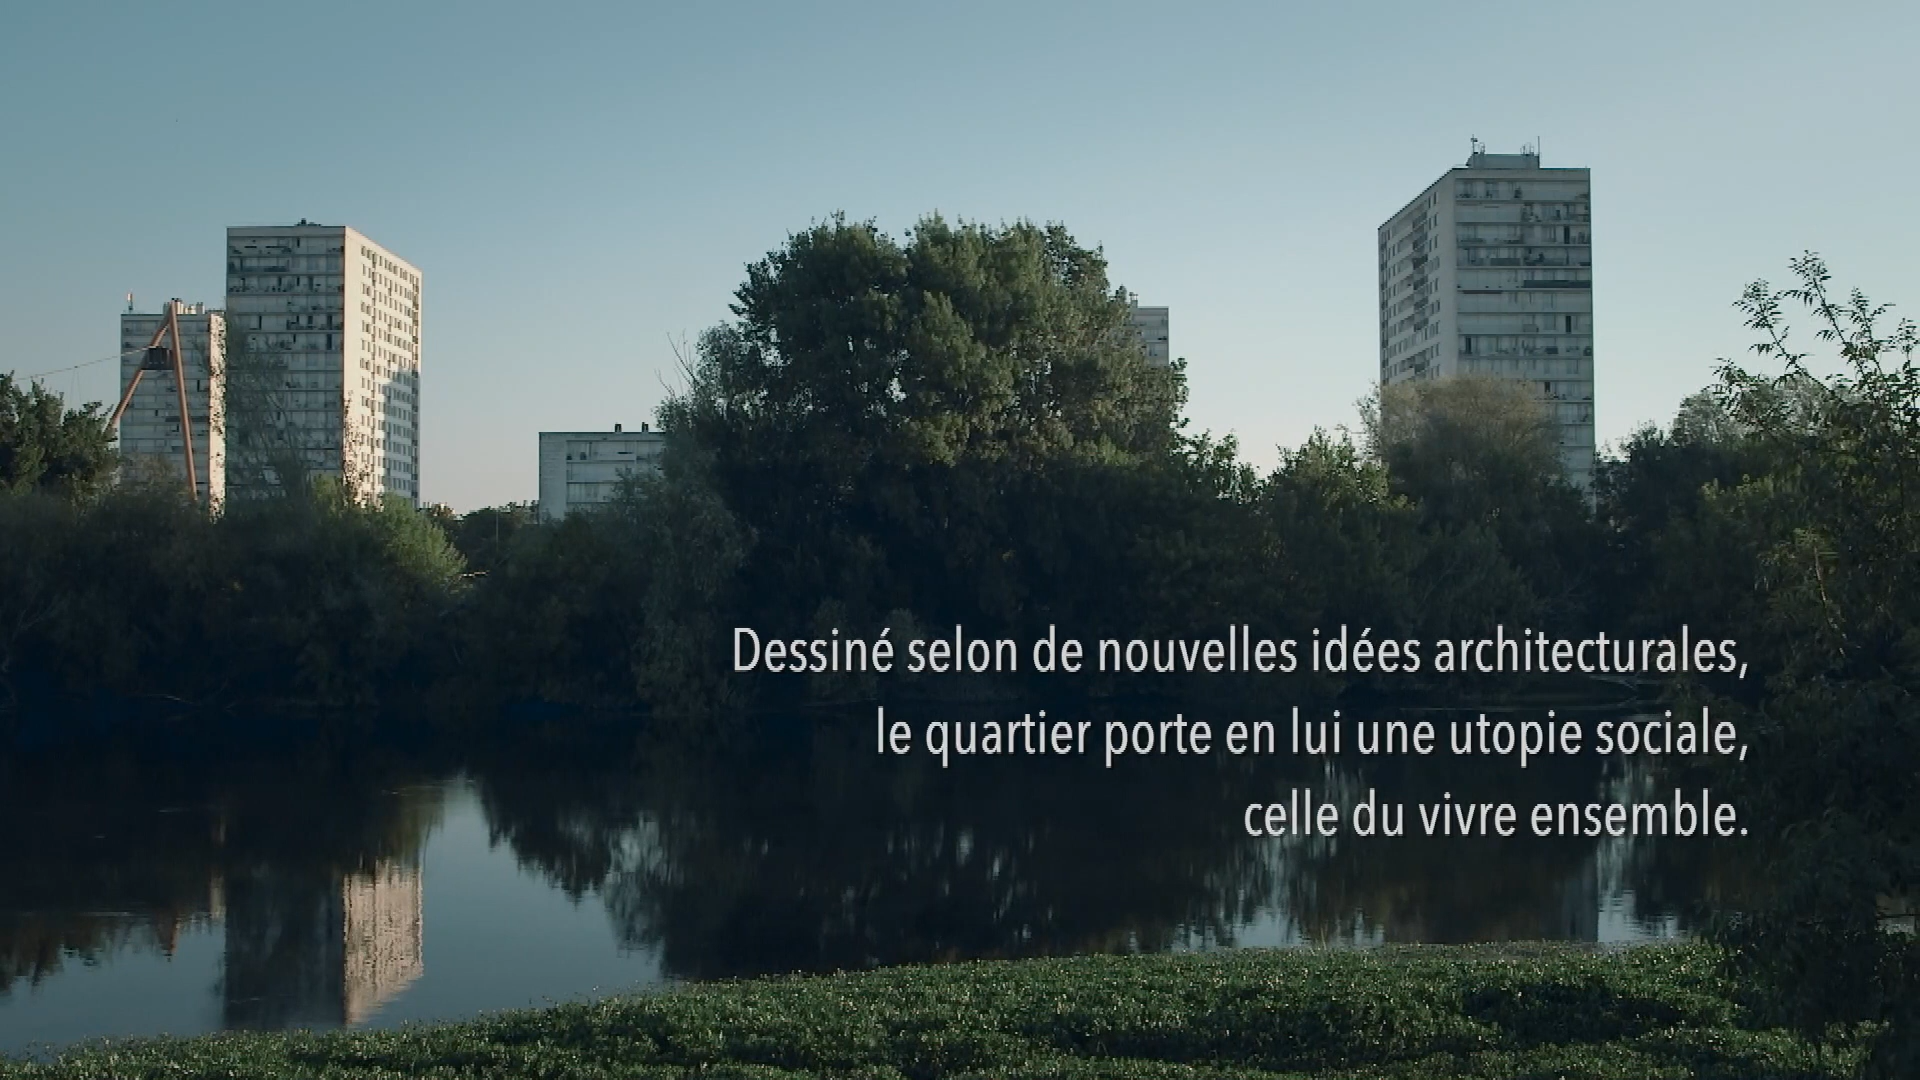 Dessiné selon de nouvelles idées architecturales,
le quartier porte en lui une utopie sociale,
celle du vivre ensemble.